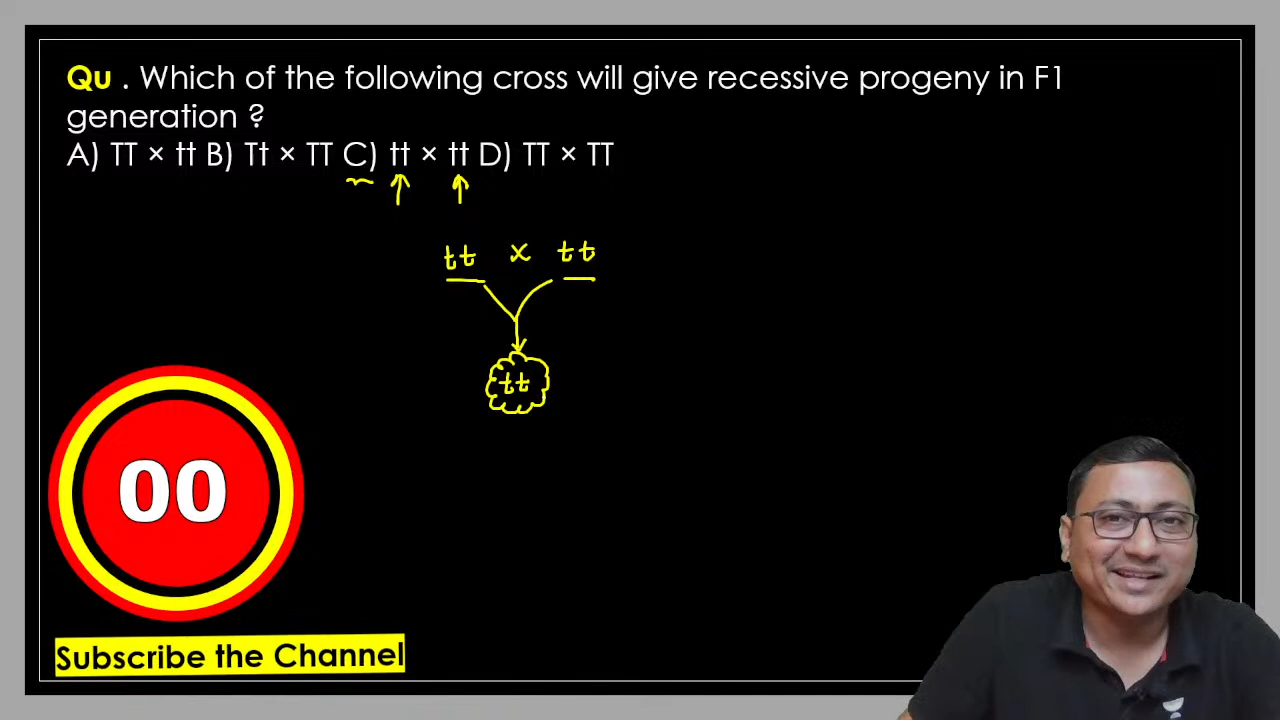 Qu . Which of the following cross will give recessive progeny in F1
generation ?
A) TT × tt B) Tt × TT C) tt × tt D) TT × TT
tt × tt
tt
00
Subscribe the Channel